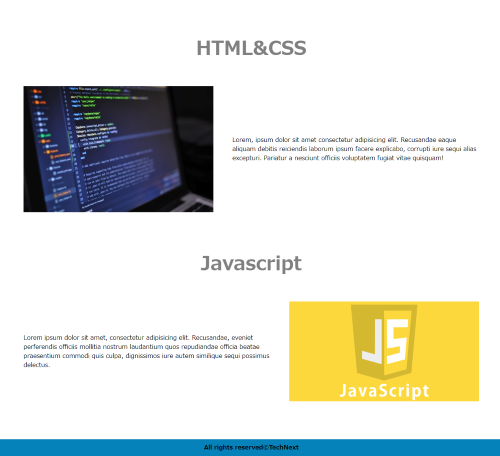 HTML&CSS
Lorem, ipsum dolor sit amet consectetur adipisicing elit. Recusandae eaque
aliquam debitis reiciendis laborum ipsum facere explicabo, corrupti iure sequi alias
excepturi. Pariatur a nesciunt officiis voluptatem fugiat vitae quisquam!
Javascript
Lorem ipsum dolor sit amet, consectetur adipisicing elit. Recusandae, eveniet
perferendis officiis mollitia nostrum laudantium quos repudiandae officia beatae
praesentium commodi quis culpa, dignissimos iure autem similique sequi possimus
delectus.
JS
JavaScript
All rights reserved©TechNext